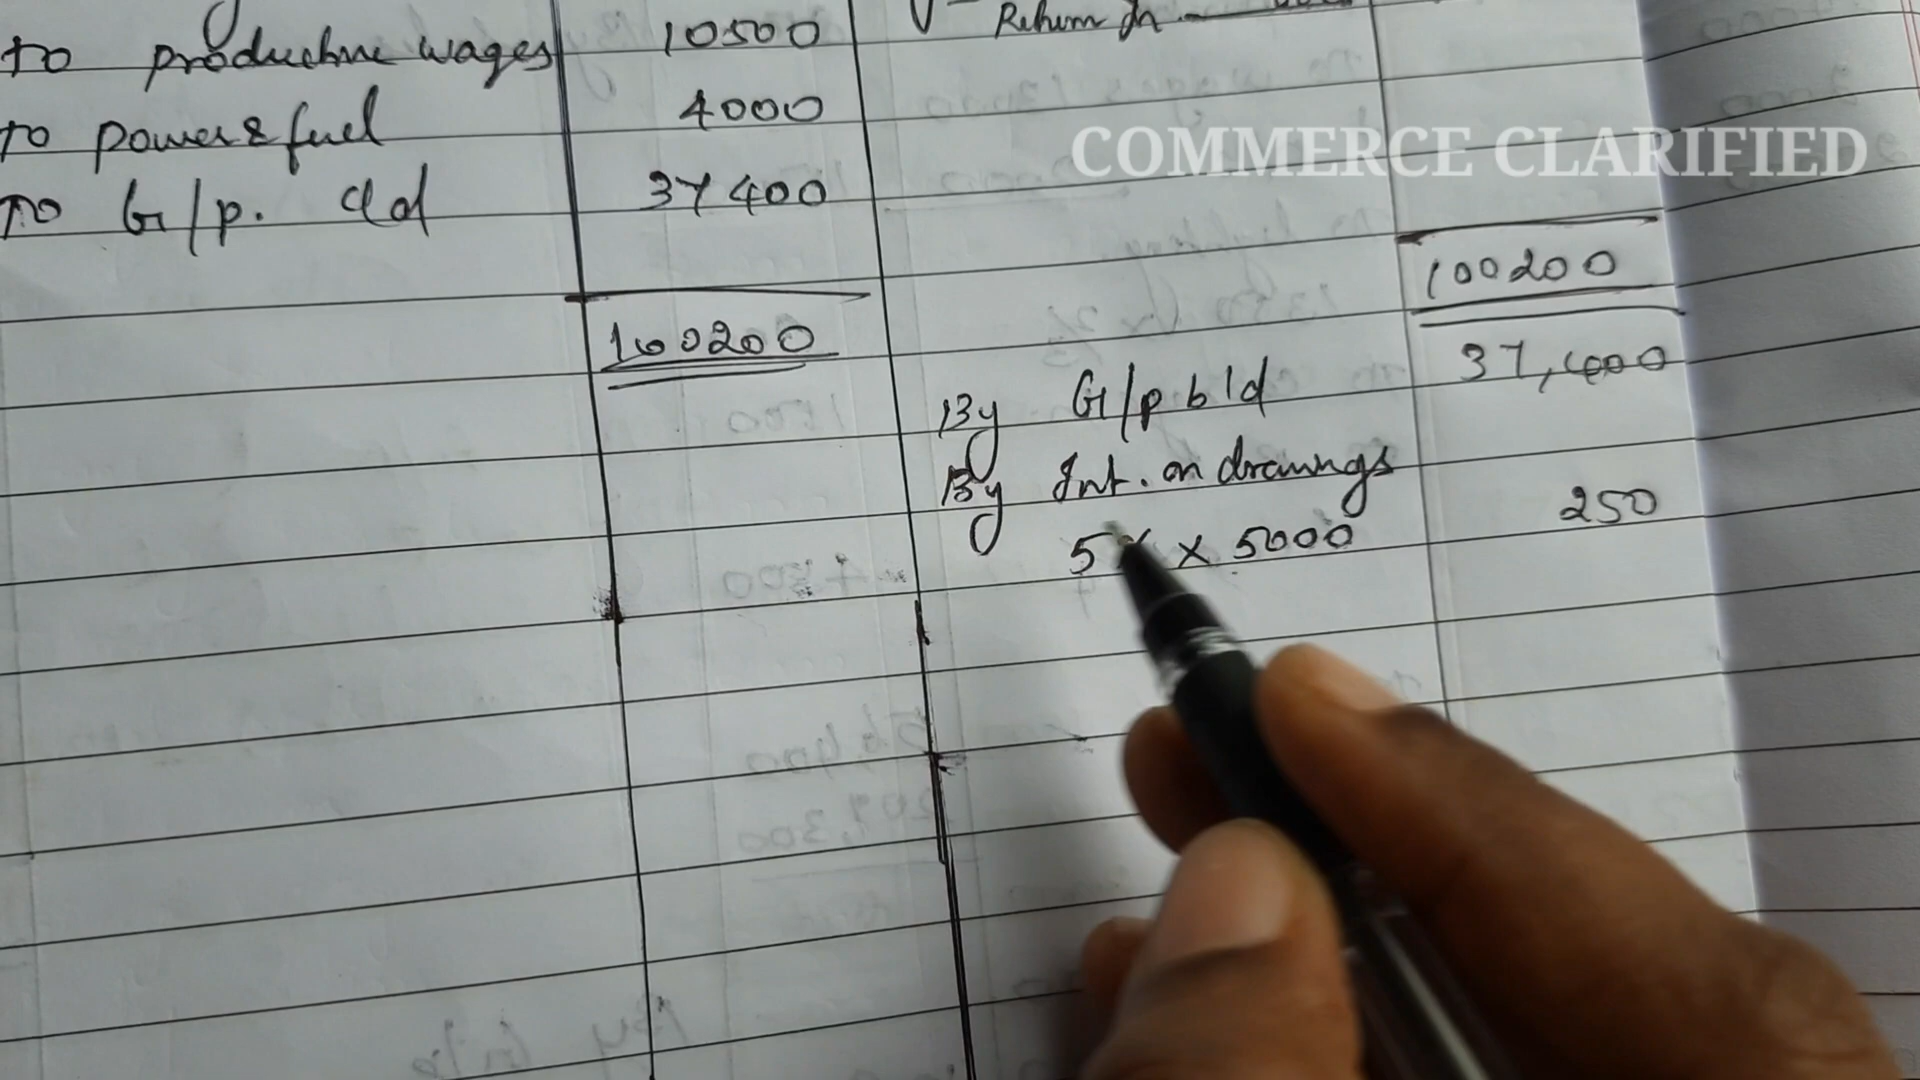 to productive wages 10500 Return In
to power & fuel 4000
COMMERCE CLARIFIED
To G/p. c/d 37400
100200
100200
By G/p b/d 37,400
By Int. on drawings
5% x 5000 250